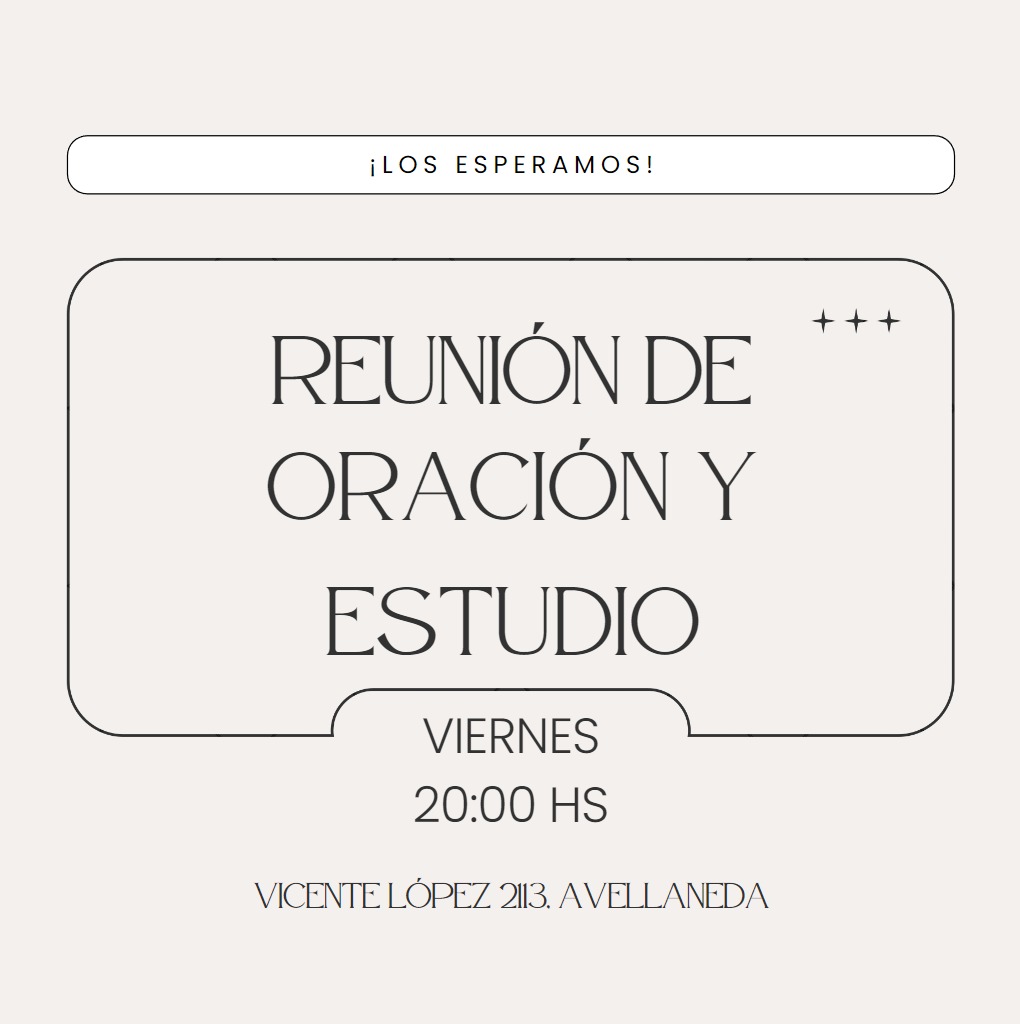 ¡LOS ESPERAMOS!
REUNIÓN DE
ORACIÓN Y
ESTUDIO
VIERNES
20:00 HS
VICENTE LÓPEZ 2113. AVELLANEDA